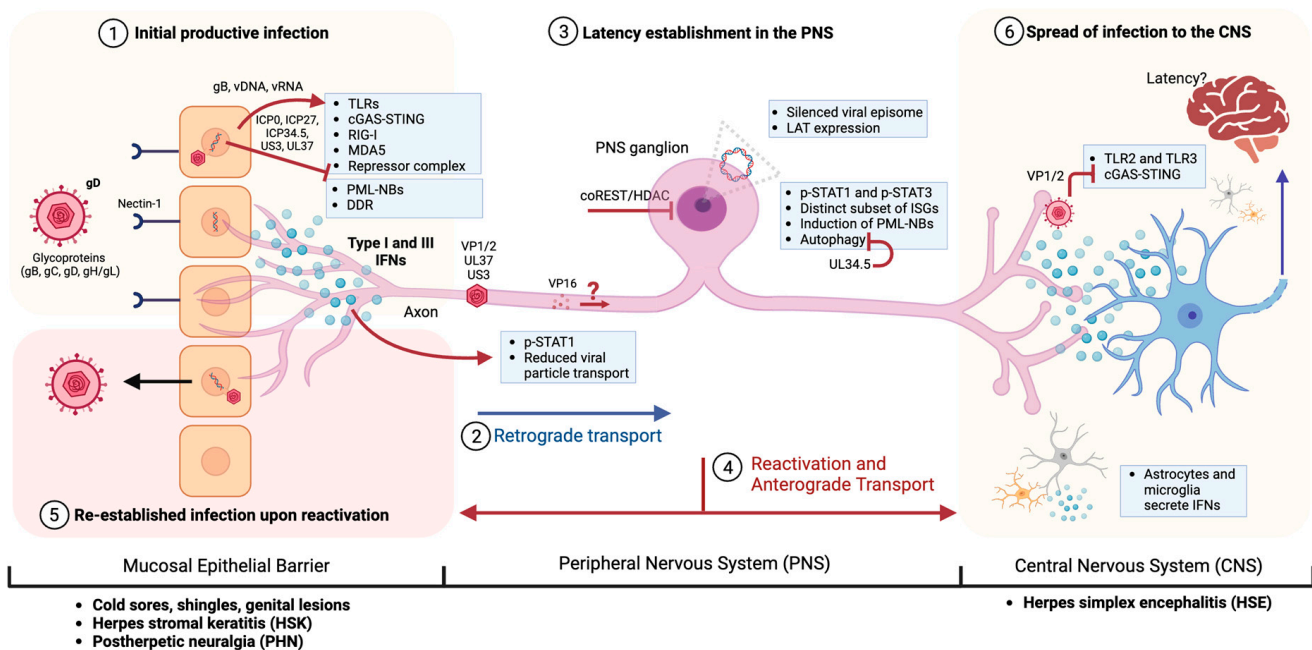 1 Initial productive infection
gB, vDNA, vRNA
ICP0, ICP27,
ICP34.5,
US3, UL37
• TLRs
• cGAS-STING
• RIG-I
• MDA5
• Repressor complex
• PML-NBs
• DDR
gD
Nectin-1
Glycoproteins
(gB, gC, gD, gH/gL)
Type I and III
IFNs
VP1/2
UL37
US3
Axon
VP16
?
• p-STAT1
• Reduced viral
particle transport
2 Retrograde transport
3 Latency establishment in the PNS
PNS ganglion
coREST/HDAC
• Silenced viral episome
• LAT expression
• p-STAT1 and p-STAT3
• Distinct subset of ISGs
• Induction of PML-NBs
• Autophagy
UL34.5
4 Reactivation and
Anterograde Transport
5 Re-established infection upon reactivation
6 Spread of infection to the CNS
Latency?
VP1/2
• TLR2 and TLR3
cGAS-STING
• Astrocytes and
microglia
secrete IFNs
Mucosal Epithelial Barrier
Peripheral Nervous System (PNS)
Central Nervous System (CNS)
• Cold sores, shingles, genital lesions
• Herpes stromal keratitis (HSK)
• Postherpetic neuralgia (PHN)
• Herpes simplex encephalitis (HSE)